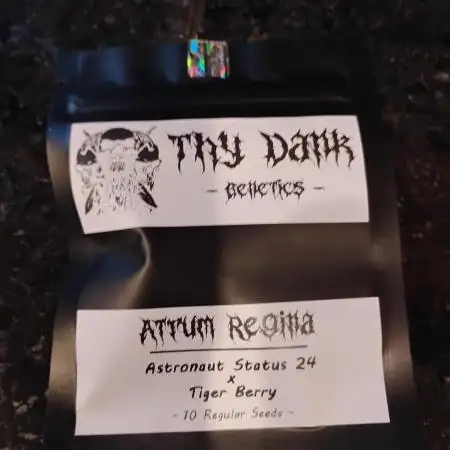 Thy Dank
- Genetics -
Atrum Regina
Astronaut Status 24
x
Tiger Berry
- 10 Regular Seeds -